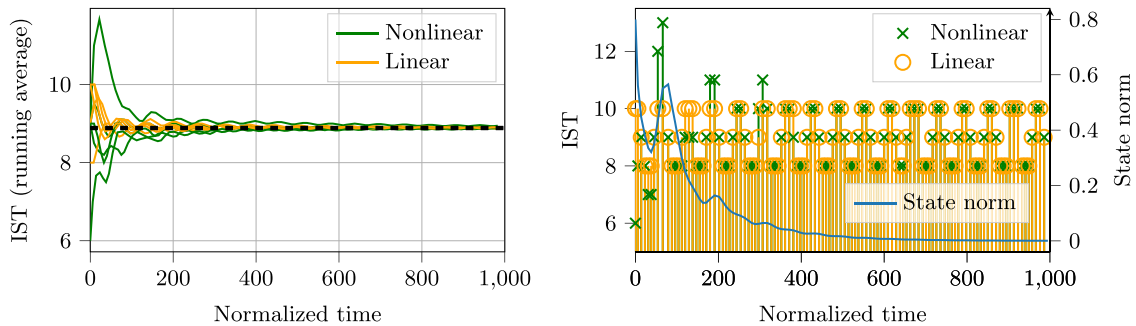 IST (running average)
10
8
6
0
200
400
600
800
1,000
Normalized time
Nonlinear
Linear
IST
12
10
8
6
0
200
400
600
800
1,000
Normalized time
Nonlinear
Linear
State norm
0.8
0.6
0.4
0.2
0
State norm